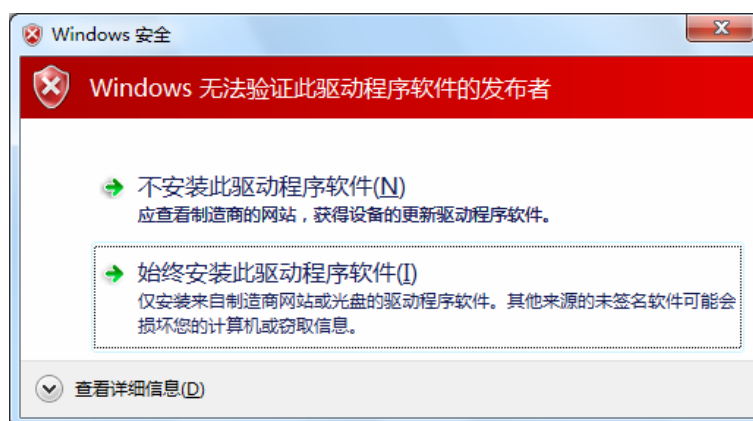 Windows 安全
Windows 无法验证此驱动程序软件的发布者
不安装此驱动程序软件(N)
应查看制造商的网站，获得设备的更新驱动程序软件。
始终安装此驱动程序软件(I)
仅安装来自制造商网站或光盘的驱动程序软件。其他来源的未签名软件可能会
损坏您的计算机或窃取信息。
查看详细信息(D)